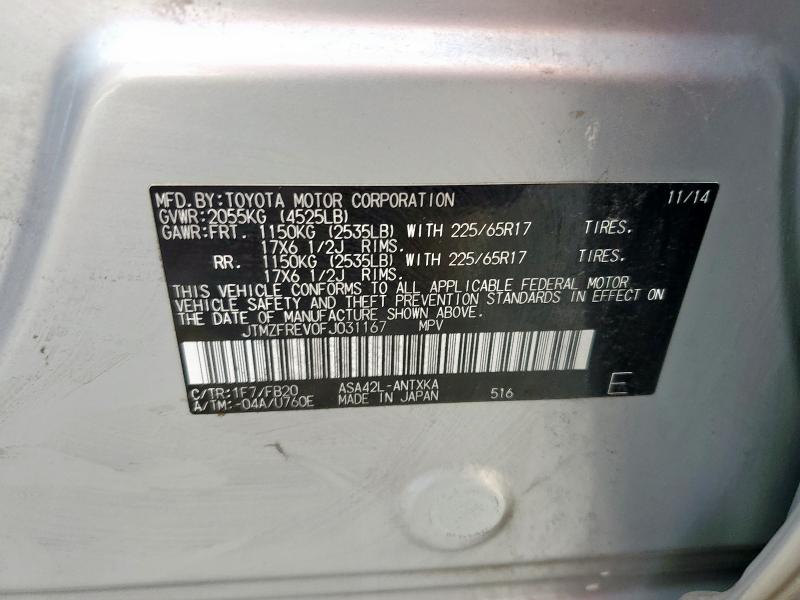 MFD.BY:TOYOTA MOTOR CORPORATION 11/14
GVWR:2055KG (4525LB)
GAWR:FRT. 1150KG (2535LB) WITH 225/65R17 TIRES.
17X6 1/2J RIMS.
RR. 1150KG (2535LB) WITH 225/65R17 TIRES.
17X6 1/2J RIMS.
THIS VEHICLE CONFORMS TO ALL APPLICABLE FEDERAL MOTOR
VEHICLE SAFETY AND THEFT PREVENTION STANDARDS IN EFFECT ON
THE DATE OF MANUFACTURE SHOWN ABOVE.
JTMZFREV0FJ031167 MPV
C/TR:1F7/FB20 ASA42L-ANTXKA 516 E
A/TM:-04A/U760E MADE IN JAPAN